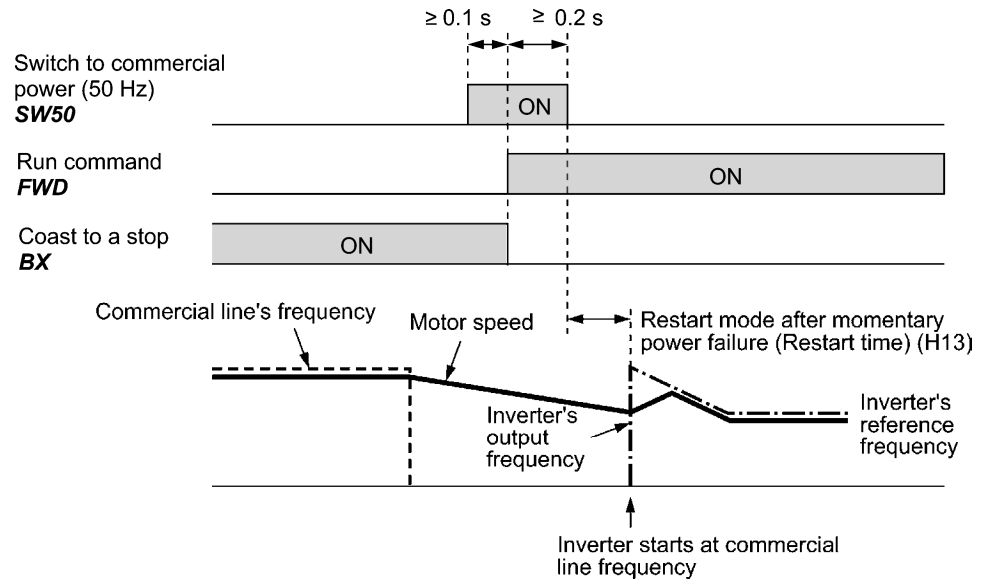 ≥ 0.1 s
≥ 0.2 s
Switch to commercial
power (50 Hz)
SW50
ON
Run command
FWD
ON
Coast to a stop
BX
ON
Commercial line's frequency
Motor speed
Restart mode after momentary
power failure (Restart time) (H13)
Inverter's
output
frequency
Inverter's
reference
frequency
Inverter starts at commercial
line frequency